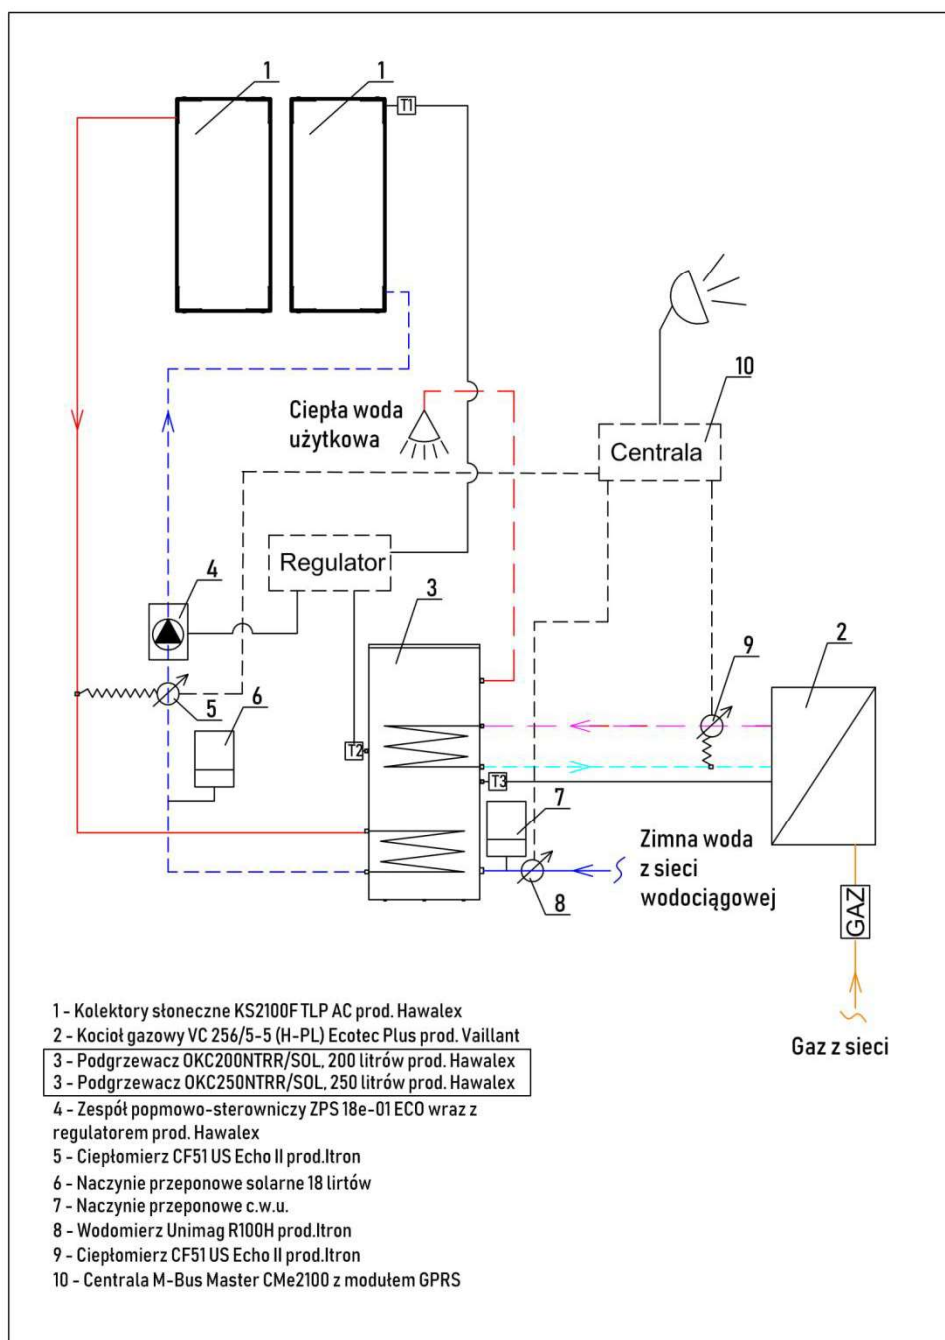 1
1
T1
10
Ciepła woda
użytkowa
Centrala
Regulator
4
3
9
2
5
6
T2
T3
7
8
Zimna woda
z sieci
wodociągowej
GAZ
Gaz z sieci
1 - Kolektory słoneczne KS2100F TLP AC prod. Hawalex
2 - Kocioł gazowy VC 256/5-5 (H-PL) Ecotec Plus prod. Vaillant
3 - Podgrzewacz OKC200NTRR/SOL, 200 litrów prod. Hawalex
3 - Podgrzewacz OKC250NTRR/SOL, 250 litrów prod. Hawalex
4 - Zespół popmowo-sterowniczy ZPS 18e-01 ECO wraz z
regulatorem prod. Hawalex
5 - Ciepłomierz CF51 US Echo II prod.Itron
6 - Naczynie przeponowe solarne 18 lirtów
7 - Naczynie przeponowe c.w.u.
8 - Wodomierz Unimag R100H prod.Itron
9 - Ciepłomierz CF51 US Echo II prod.Itron
10 - Centrala M-Bus Master CMe2100 z modułem GPRS